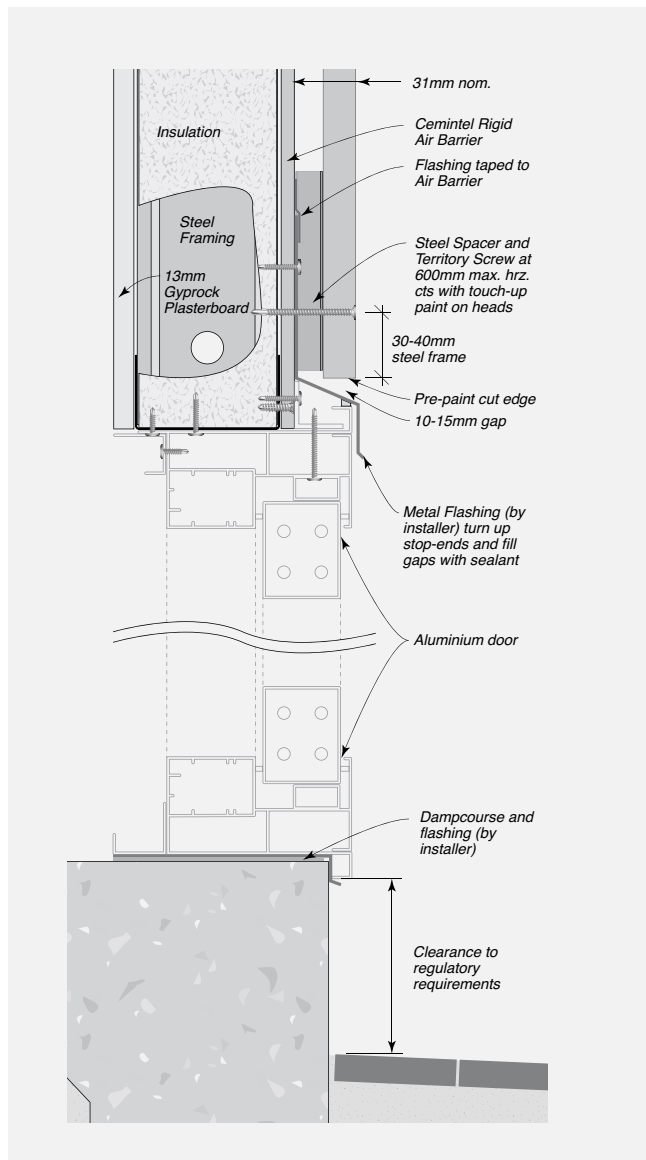 31mm nom.
Cemintel Rigid
Air Barrier
Insulation
Flashing taped to
Air Barrier
Steel
Framing
Steel Spacer and
Territory Screw at
600mm max. hrz.
cts with touch-up
paint on heads
13mm
Gyprock
Plasterboard
30-40mm
steel frame
Pre-paint cut edge
10-15mm gap
Metal Flashing (by
installer) turn up
stop-ends and fill
gaps with sealant
Aluminium door
Dampcourse and
flashing (by
installer)
Clearance to
regulatory
requirements